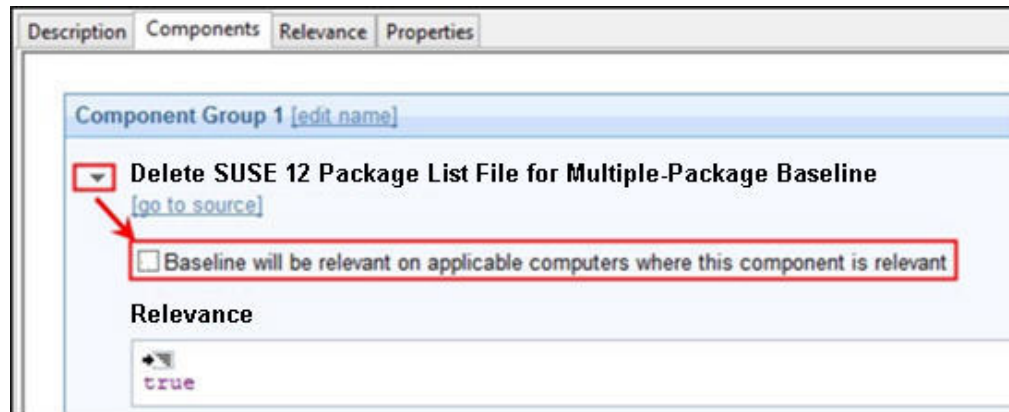 Description Components Relevance Properties
Component Group 1 [edit name]
Delete SUSE 12 Package List File for Multiple-Package Baseline
[go to source]
Baseline will be relevant on applicable computers where this component is relevant
Relevance
true